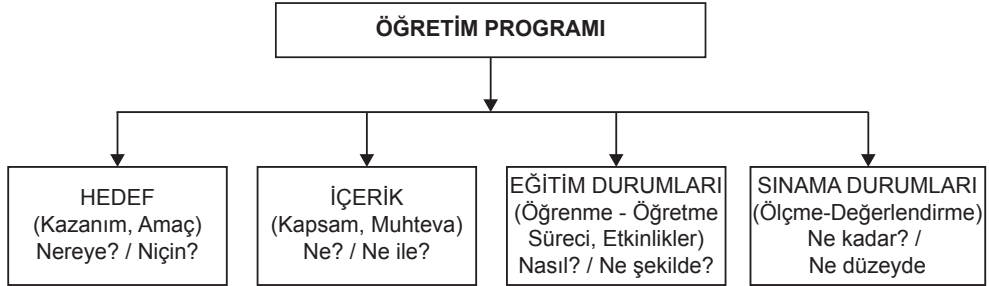 ÖĞRETİM PROGRAMI
HEDEF
(Kazanım, Amaç)
Nereye? / Niçin?
İÇERİK
(Kapsam, Muhteva)
Ne? / Ne ile?
EĞİTİM DURUMLARI
(Öğrenme - Öğretme
Süreci, Etkinlikler)
Nasıl? / Ne şekilde?
SINAMA DURUMLARI
(Ölçme-Değerlendirme)
Ne kadar? /
Ne düzeyde